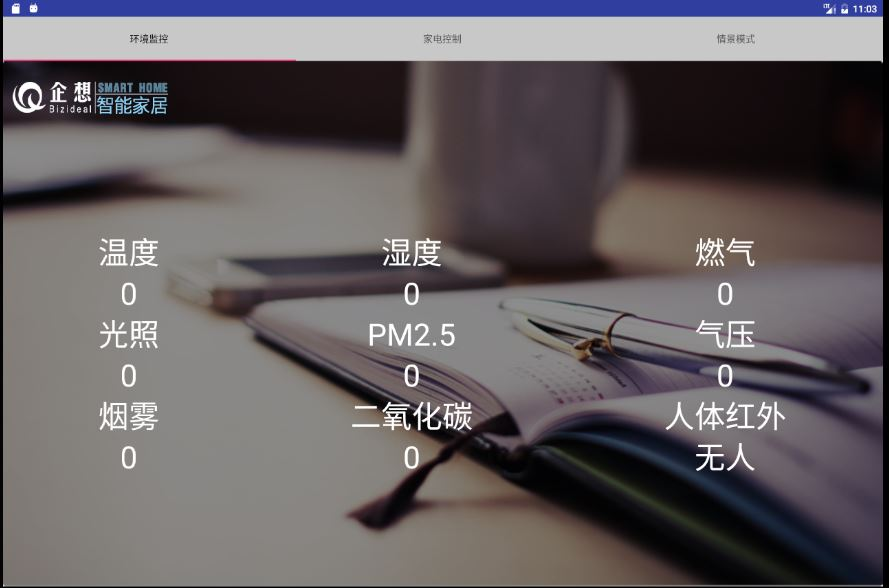 11:03
环境监控 家电控制 情景模式
企想 SMART HOME
Bizideal 智能家居
温度 湿度 燃气
0 0 0
光照 PM2.5 气压
0 0 0
烟雾 二氧化碳 人体红外
0 0 无人